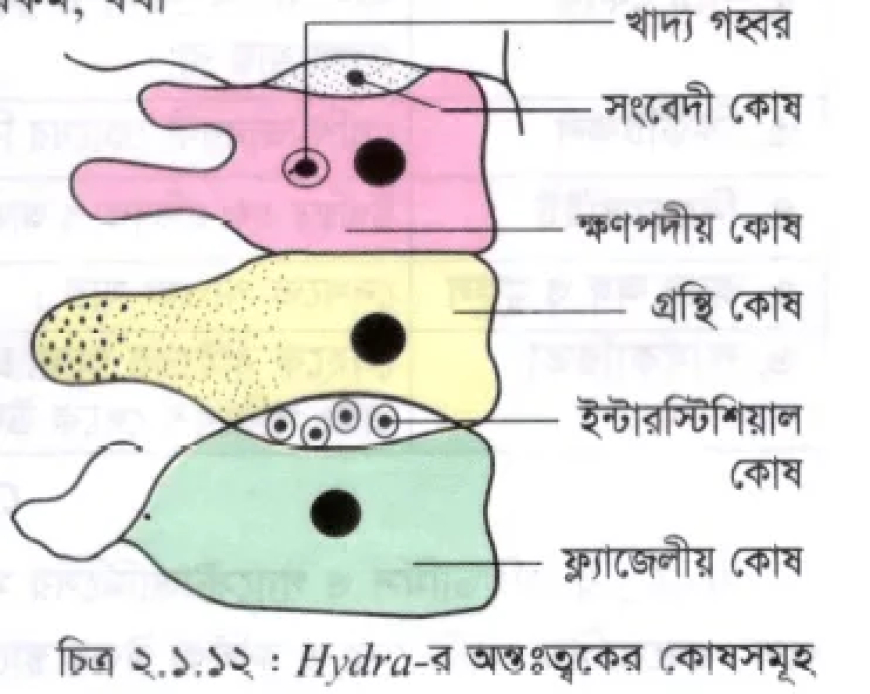 খাদ্য গহ্বর
সংবেদী কোষ
ক্ষণপদীয় কোষ
গ্রন্থি কোষ
ইন্টারস্টিশিয়াল
কোষ
ফ্ল্যাজেলীয় কোষ
চিত্র ২.১.১২ : Hydra-র অন্তঃত্বকের কোষসমূহ